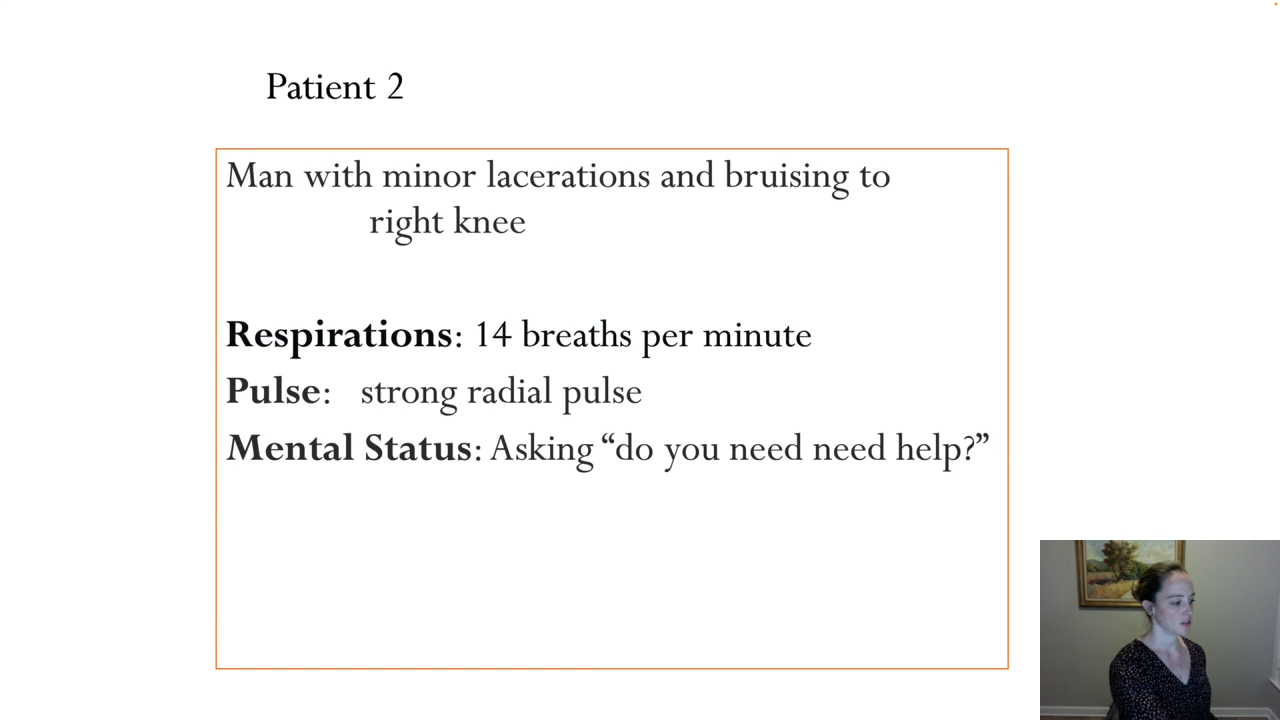 Patient 2
Man with minor lacerations and bruising to
right knee
Respirations: 14 breaths per minute
Pulse: strong radial pulse
Mental Status: Asking “do you need need help?”